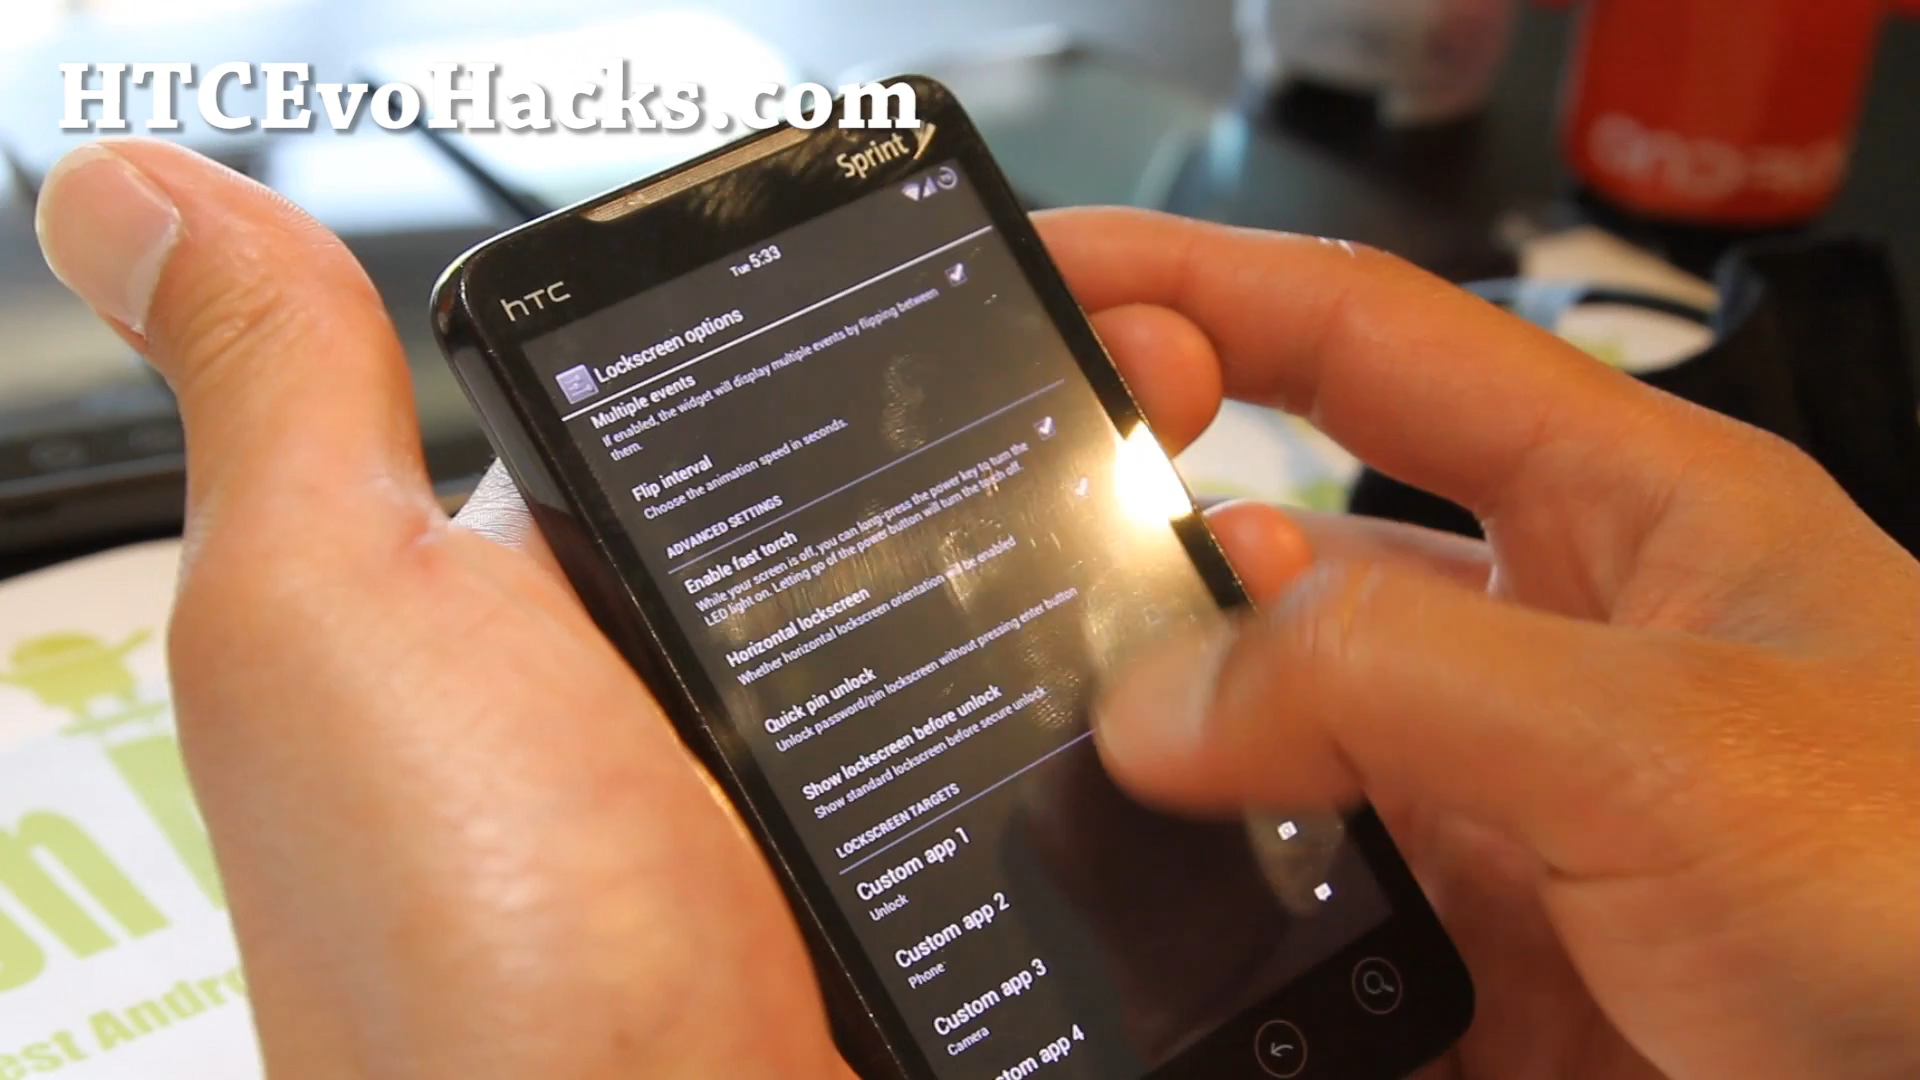 HTCEvoHacks.com
Sprint
hTC
Tue 5:33
Lockscreen options
Multiple events
If enabled, the widget will display multiple events by flipping between
them.
Flip interval
Choose the animation speed in seconds.
ADVANCED SETTINGS
Enable fast torch
While your screen is off, you can long-press the power key to turn the
LED light on. Letting go of the power button will turn the torch off.
Horizontal lockscreen
Whether horizontal lockscreen orientation will be enabled
Quick pin unlock
Unlock password/pin lockscreen without pressing enter button
Show lockscreen before unlock
Show standard lockscreen before secure unlock
LOCKSCREEN TARGETS
Custom app 1
Unlock
Custom app 2
Phone
Custom app 3
Camera
tom app 4
est Andro